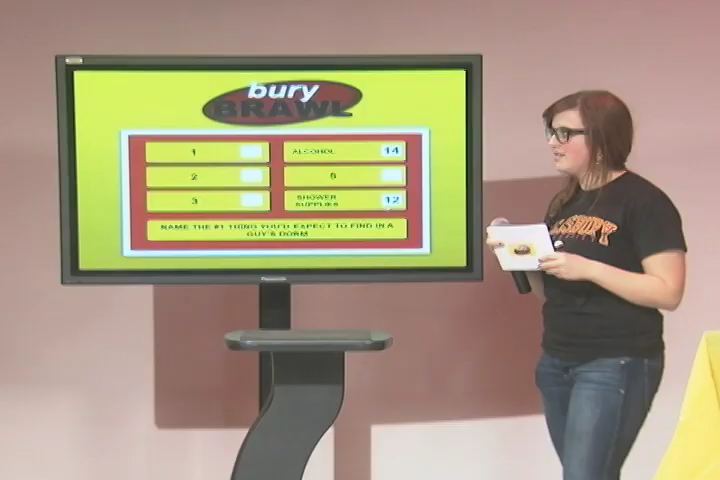 bury
BRAWL
1
ALCOHOL 14
2
5
3
SHOWER SUPPLIES 12
NAME THE #1 THING YOU'D EXPECT TO FIND IN A
GUY'S DORM
Panasonic